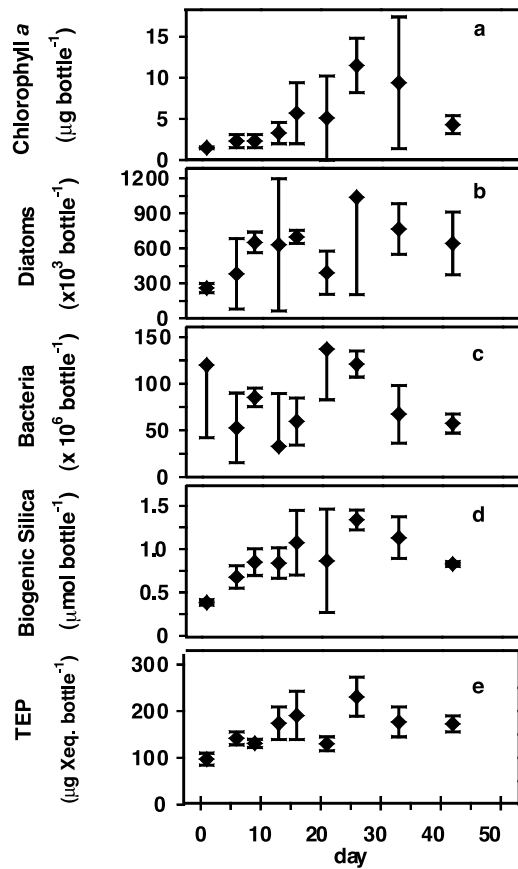 Chlorophyll a
(µg bottle-1)
15
10
5
0
a
Diatoms
(x10³ bottle-1)
1200
900
600
300
0
b
Bacteria
(x 10⁶ bottle-1)
150
100
50
0
c
Biogenic Silica
(µmol bottle-1)
1.5
1.0
0.5
0
d
TEP
(µg Xeq. bottle-1)
300
200
100
0
e
0 10 20 30 40 50
day